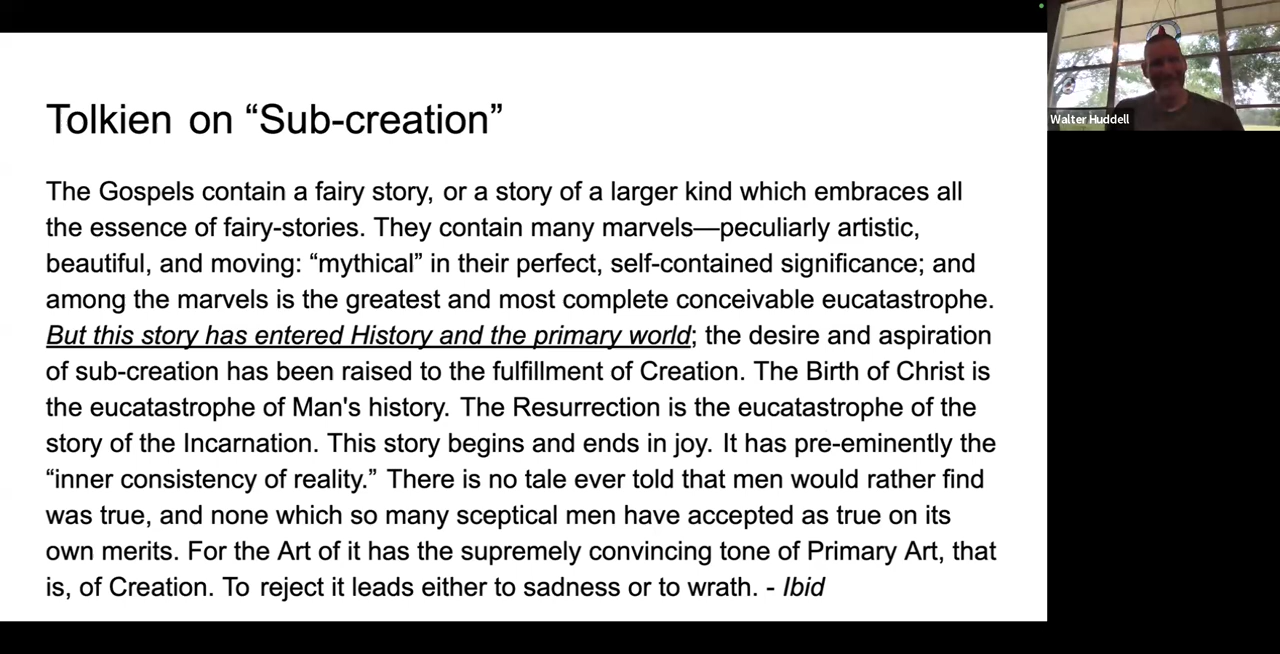 Tolkien on “Sub-creation”
The Gospels contain a fairy story, or a story of a larger kind which embraces all
the essence of fairy-stories. They contain many marvels—peculiarly artistic,
beautiful, and moving: “mythical” in their perfect, self-contained significance; and
among the marvels is the greatest and most complete conceivable eucatastrophe.
But this story has entered History and the primary world; the desire and aspiration
of sub-creation has been raised to the fulfillment of Creation. The Birth of Christ is
the eucatastrophe of Man's history. The Resurrection is the eucatastrophe of the
story of the Incarnation. This story begins and ends in joy. It has pre-eminently the
“inner consistency of reality.” There is no tale ever told that men would rather find
was true, and none which so many sceptical men have accepted as true on its
own merits. For the Art of it has the supremely convincing tone of Primary Art, that
is, of Creation. To reject it leads either to sadness or to wrath. - Ibid
Walter Huddell